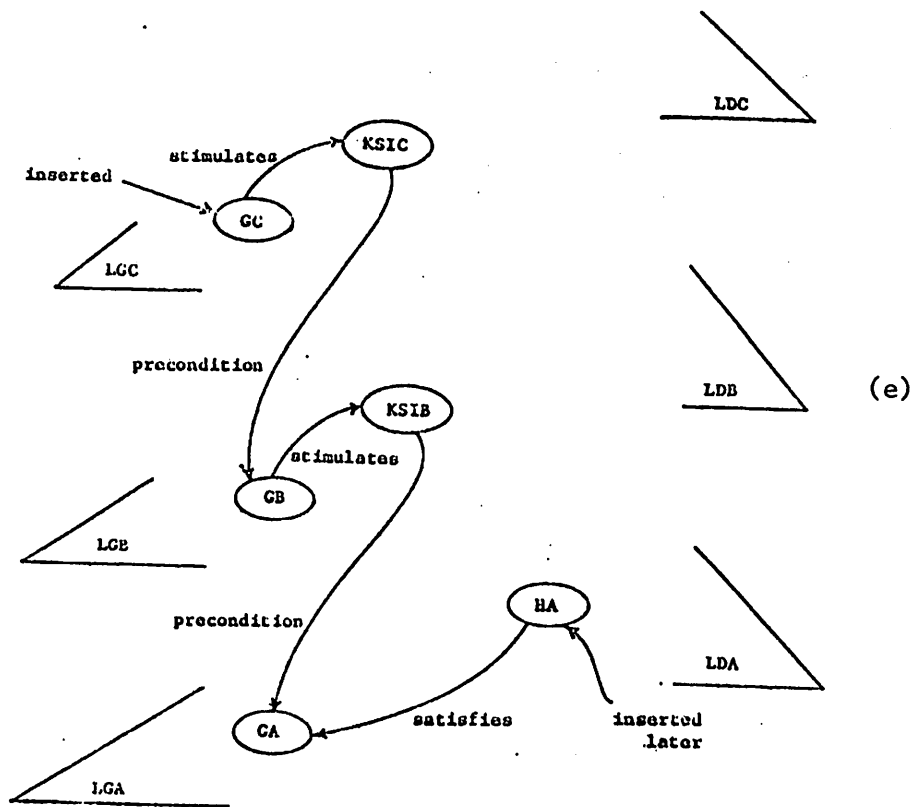 LDC
KSIC
stimulates
inserted
GC
LGC
precondition
LDB
(e)
KSIB
stimulates
GB
LGB
HA
precondition
LDA
satisfies
inserted
later
GA
LGA